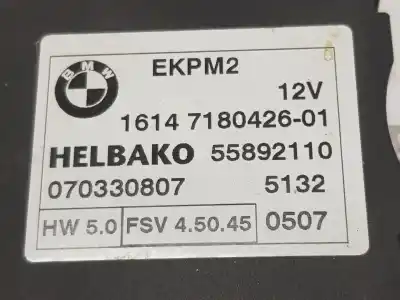 BMW
EKPM2
12V
1614 7180426-01
HELBAKO 55892110
070330807 5132
HW 5.0 FSV 4.50.45 0507